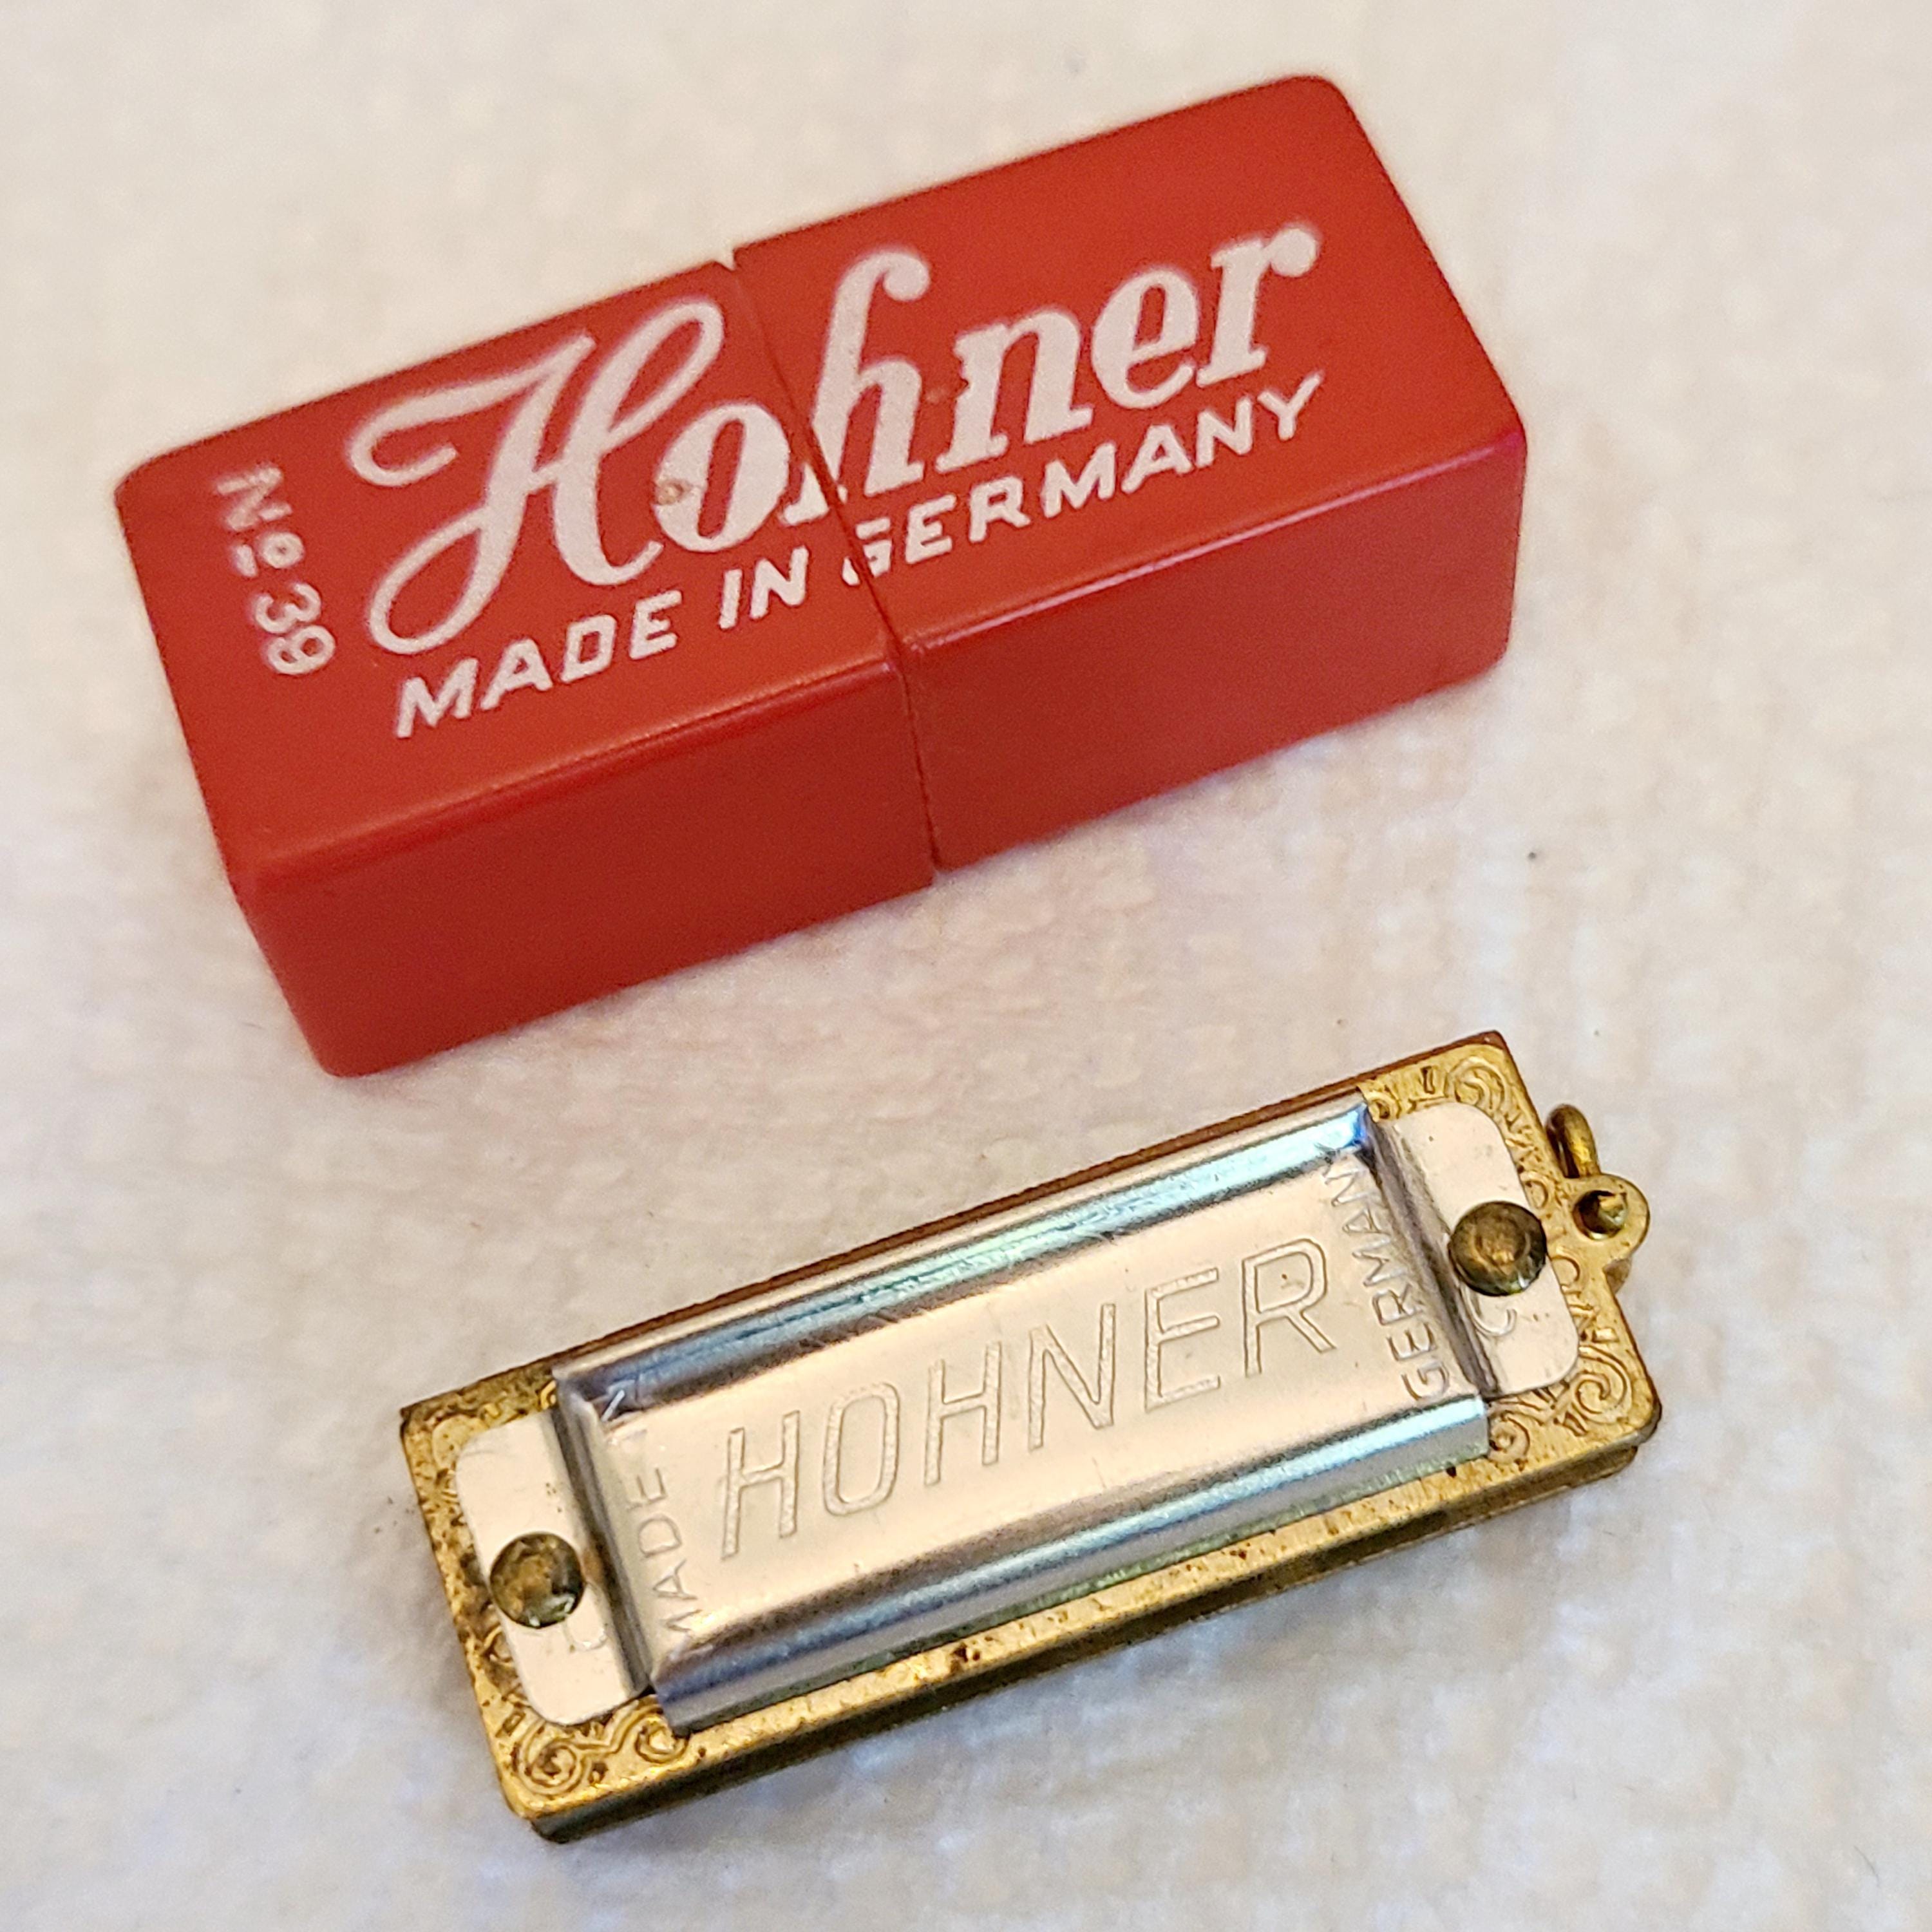 Hohner
MADE IN GERMANY
Nº 39
MADE IN
HOHNER
GERMANY